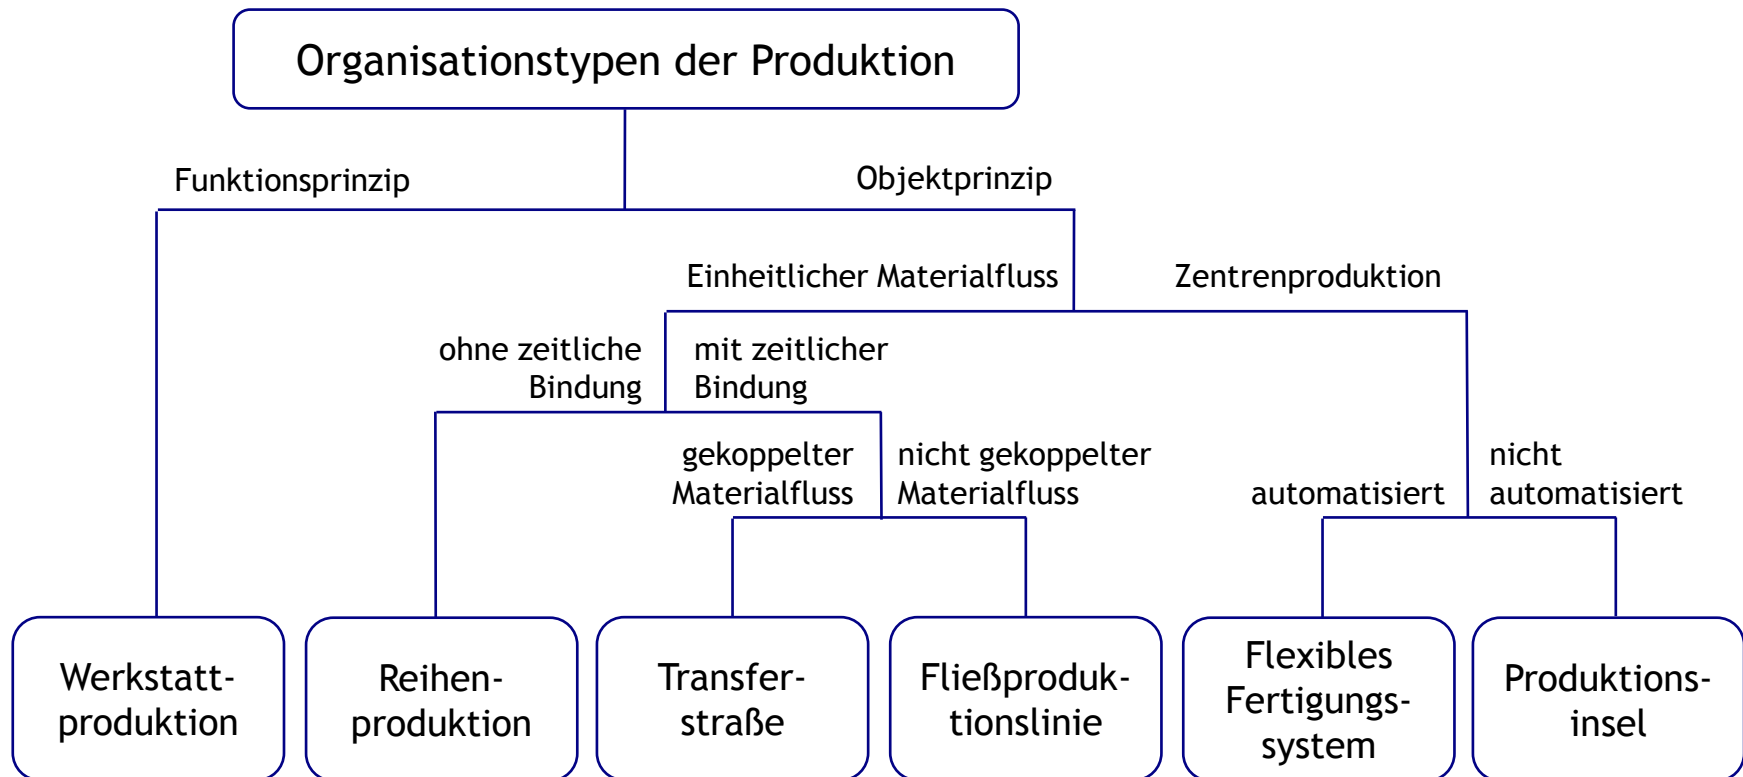 Organisationstypen der Produktion
Funktionsprinzip
Objektprinzip
Einheitlicher Materialfluss
Zentrenproduktion
ohne zeitliche
Bindung
mit zeitlicher
Bindung
gekoppelter
Materialfluss
nicht gekoppelter
Materialfluss
automatisiert
nicht
automatisiert
Werkstatt-
produktion
Reihen-
produktion
Transfer-
straße
Fließproduk-
tionslinie
Flexibles
Fertigungs-
system
Produktions-
insel